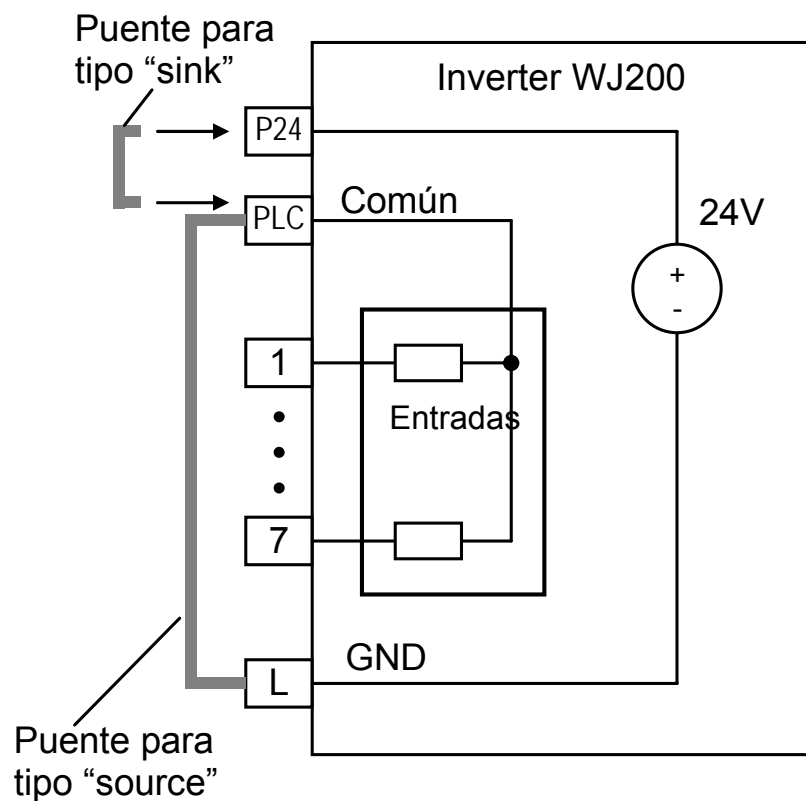 Puente para
tipo “sink”
Inverter WJ200
P24
PLC
Común
24V
+
-
1
Entradas
7
L
GND
Puente para
tipo “source”